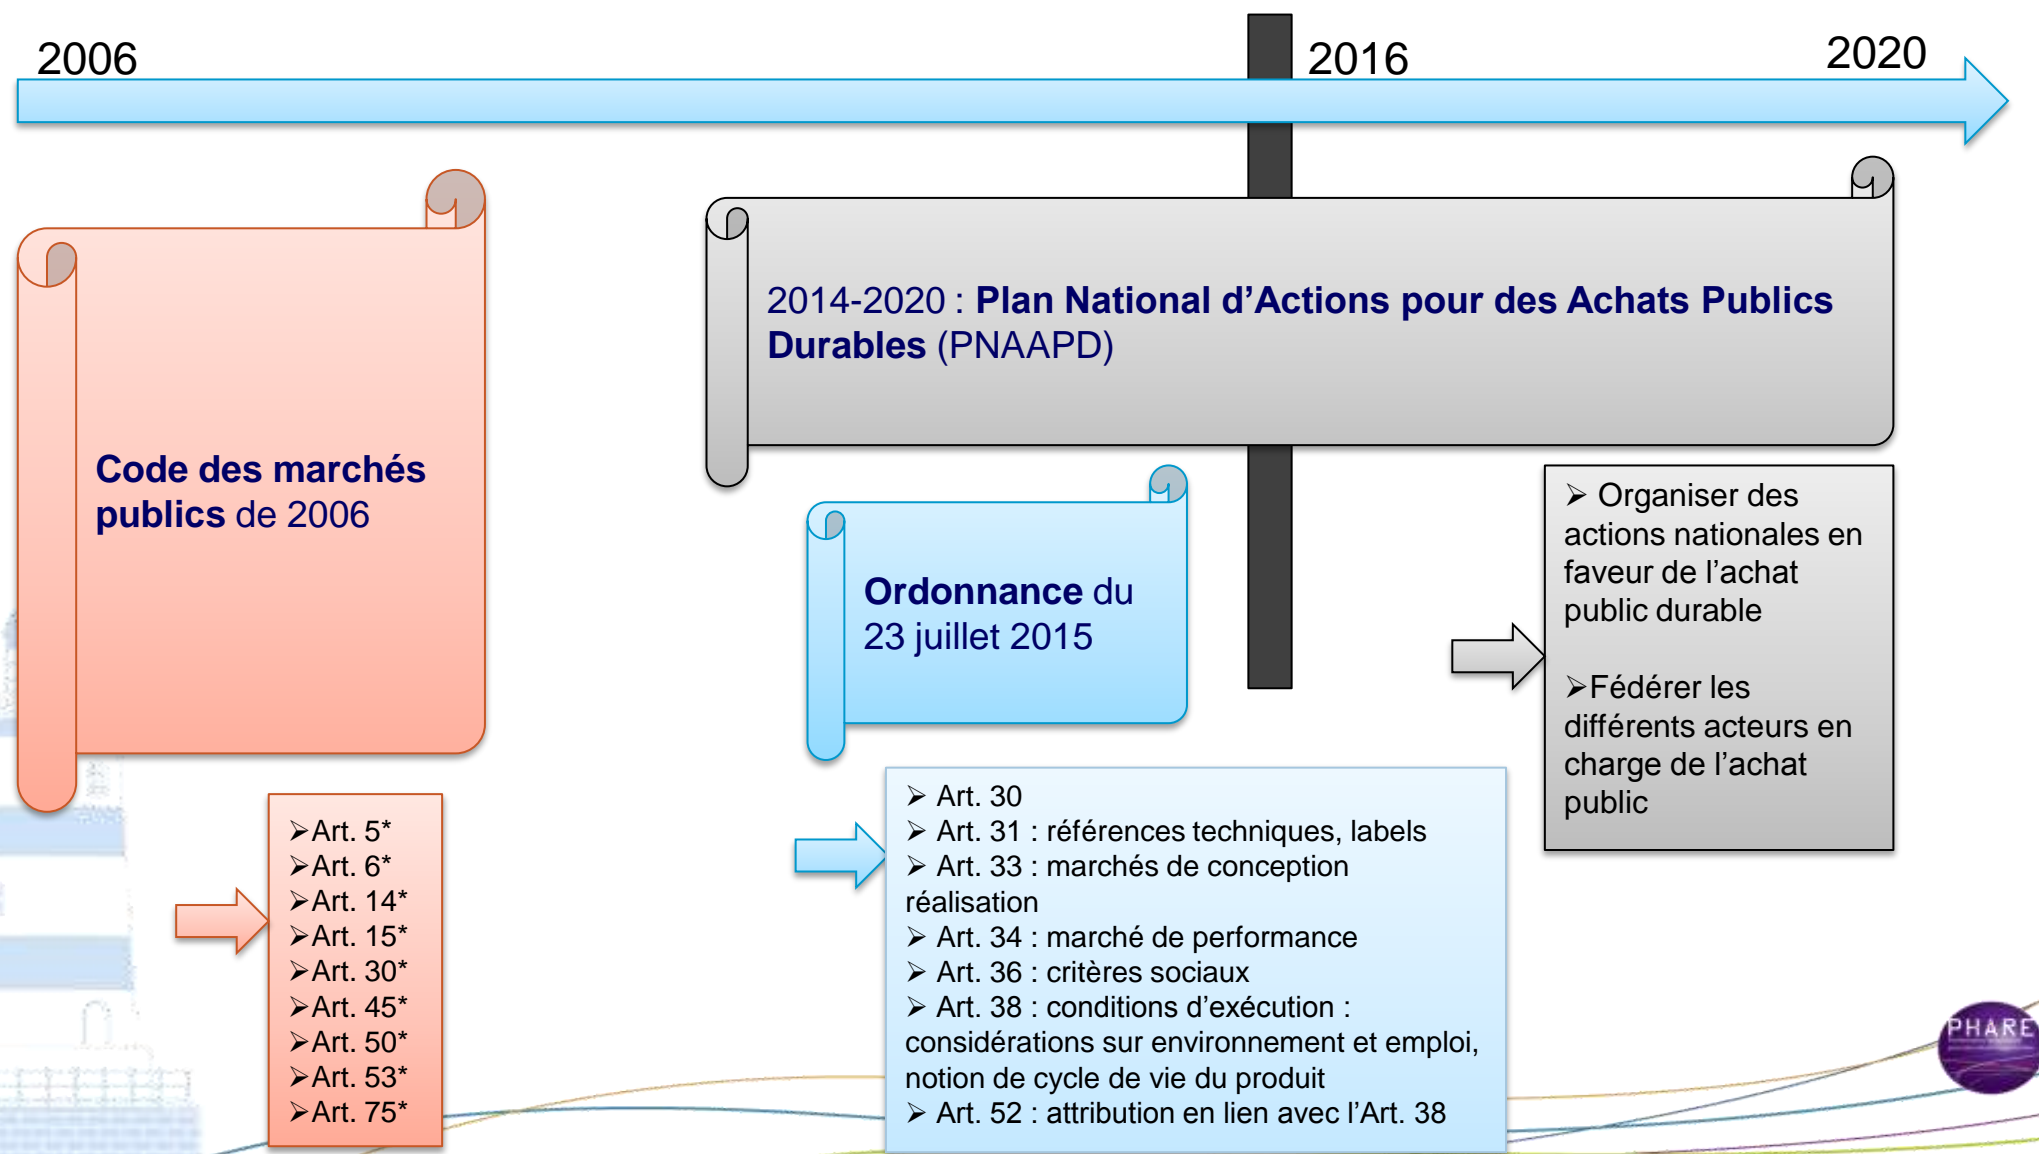 2006
2016
2020
2014-2020 : Plan National d’Actions pour des Achats Publics
Durables (PNAAPD)
Code des marchés
publics de 2006
Ordonnance du
23 juillet 2015
➢ Organiser des
actions nationales en
faveur de l’achat
public durable
➢Fédérer les
différents acteurs en
charge de l’achat
public
➢Art. 5*
➢Art. 6*
➢Art. 14*
➢Art. 15*
➢Art. 30*
➢Art. 45*
➢Art. 50*
➢Art. 53*
➢Art. 75*
➢ Art. 30
➢ Art. 31 : références techniques, labels
➢ Art. 33 : marchés de conception
réalisation
➢ Art. 34 : marché de performance
➢ Art. 36 : critères sociaux
➢ Art. 38 : conditions d’exécution :
considérations sur environnement et emploi,
notion de cycle de vie du produit
➢ Art. 52 : attribution en lien avec l’Art. 38
PHARE